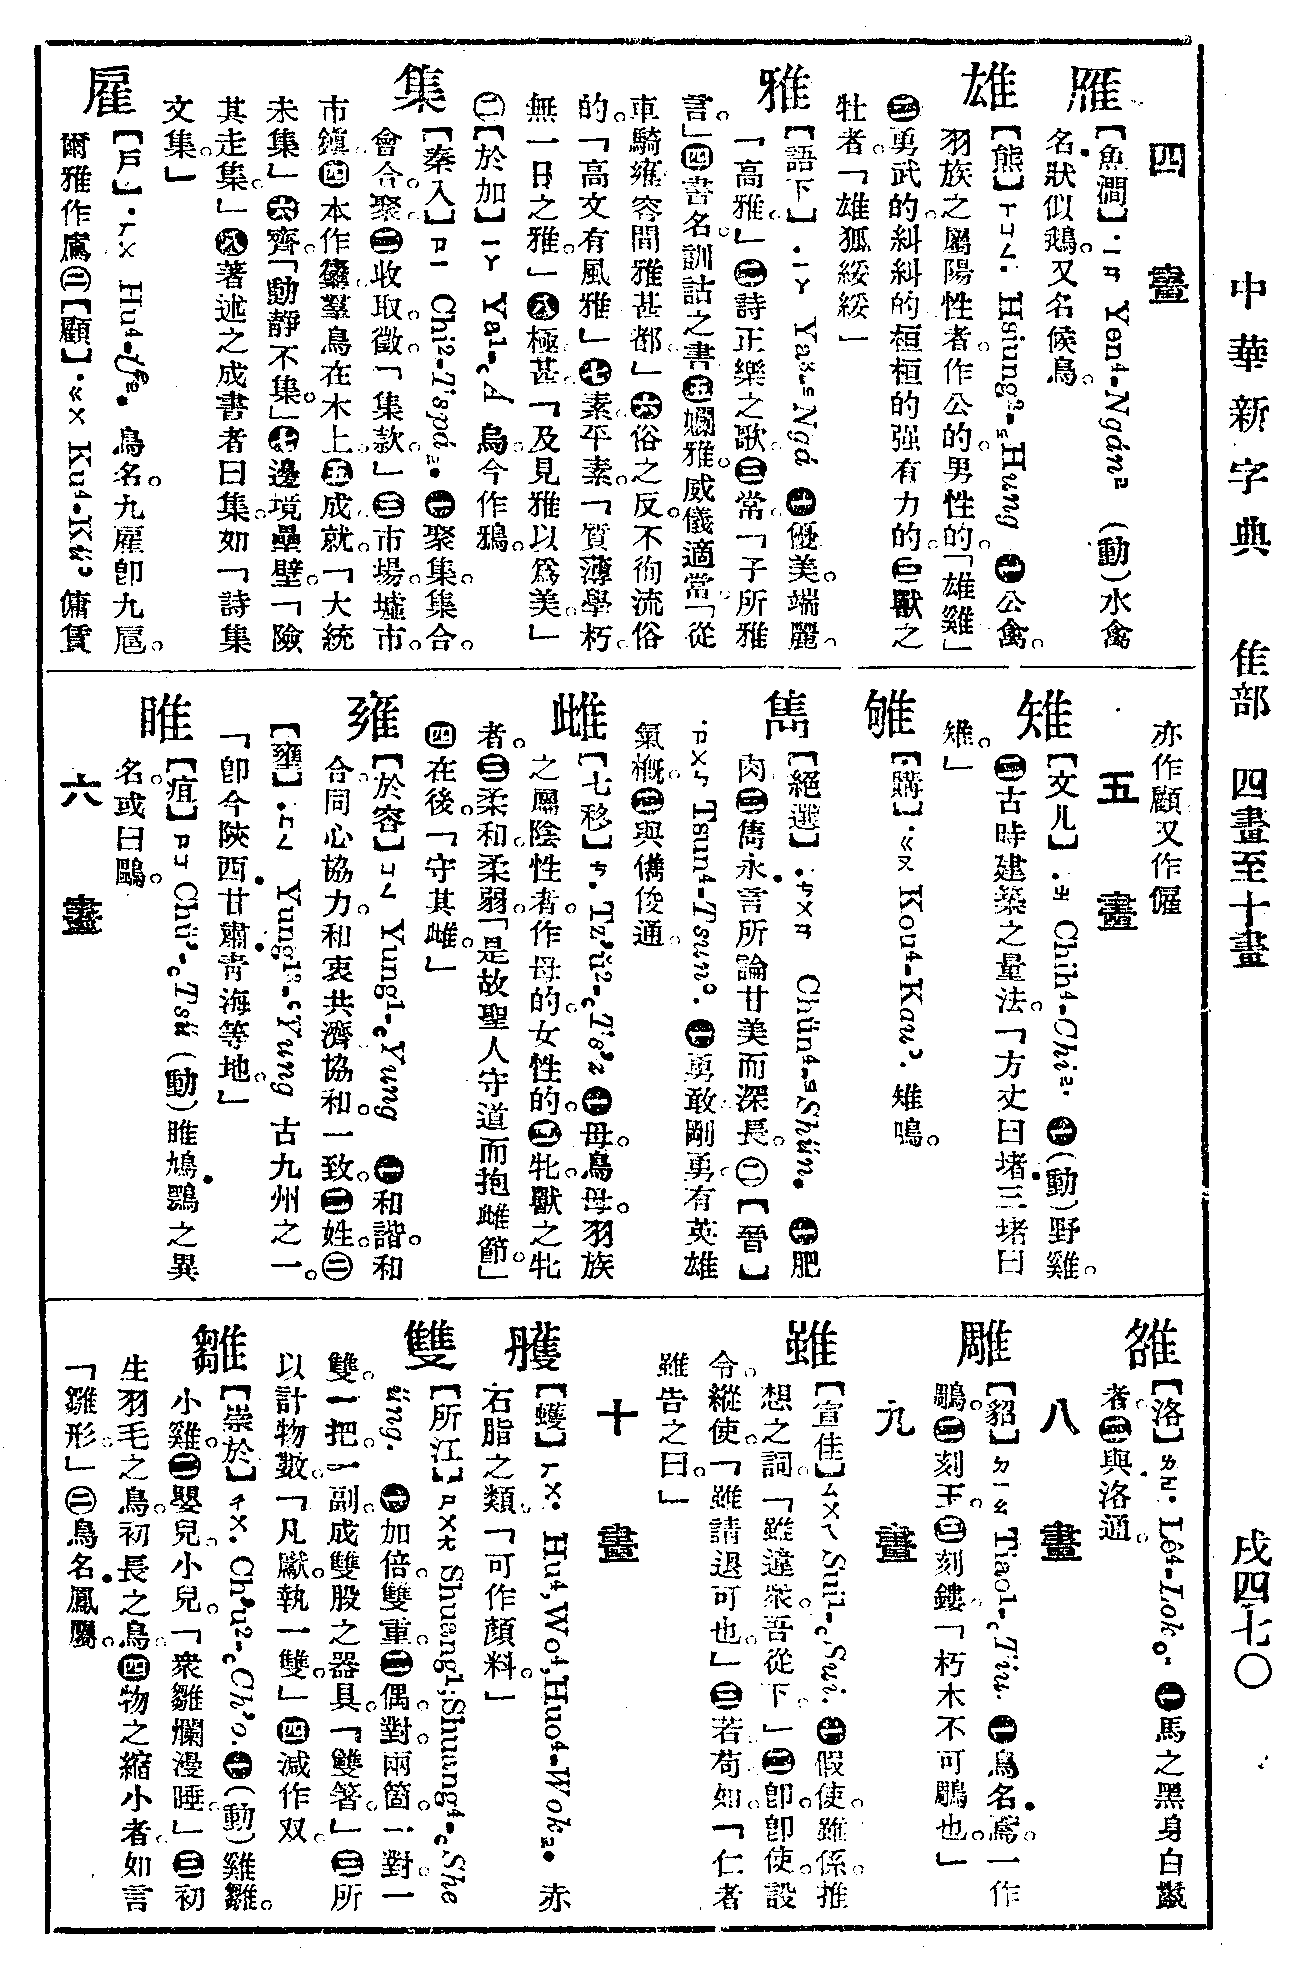 中華新字典　隹部　四畫至十畫　戌四七〇
四畫
雁【魚澗】·ㄧㄢ Yen⁴-Ngán² (動)水禽
名狀似鵝。又名候鳥。
雄【熊】ㄒㄩㄥ. Hsiung²-Hung ㊀公禽。
羽族之屬陽性者。作公的。男性的。「雄雞」
㊁勇武的。糾糾的桓桓的强有力的。㊂獸之
牡者。「雄狐綏綏」
雅【語下】·ㄧㄚ Ya³-Ngá ㊀優美。端麗。
「高雅。」㊁詩正樂之歌。㊂常。「子所雅
言。」㊃書名。訓詁之書㊄嫺雅。威儀適當。「從
車騎雍容間雅甚都」㊅俗之反。不徇流俗
的。「高文有風雅」㊆素。平素。「質薄學朽。
無一日之雅。」㊇極。甚。「及見雅以爲美。」
㊁【於加】ㄧㄚ Ya¹-A 烏。今作鴉。
集【秦入】ㄐㄧ Chi²-Tspá². ㊀聚集。集合。
會合。聚。㊁收取。徵。「集款。」㊂市場。墟市。
市鎭。㊃本作雧。羣鳥在木上。㊄成就。「大統
未集」㊅齊。「動靜不集。」㊆邊境壘壁。「險
其走集。」㊇著述之成書者曰集。如「詩集
文集。」
雇【戶】·ㄏㄨ Hu⁴-U². 鳥名。九雇卽九扈。
爾雅作鳸㊁【顧】·ㄍㄨ Ku⁴-Kú° 傭賃
亦作顧又作僱
五畫
雉【文儿】·ㄓ Chih⁴-Chi². ㊀(動)野雞。
㊁古時建築之量法。「方丈曰堵。三堵曰
雉。」
雊【購】·ㄍㄡ Kou⁴-Kau°. 雉鳴。
雋【絕選】·ㄘㄨㄢ Chün⁴-Shün. ㊀肥
肉㊁雋永。言所論甘美而深長。㊁【晉】
·ㄗㄨㄣ Tsun⁴-Tsun°. ㊀勇敢剛勇。有英雄
氣概。㊁與儁俊通。
雌【七移】ㄘ. Tz'ŭ²-Ts'z ㊀母。鳥母。羽族
之屬陰性者。作母的。女性的。㊁牝。獸之牝
者。㊂柔和。柔弱。「是故聖人守道而抱雌節。」
㊃在後。「守其雌。」
雍【於容】ㄩㄥ Yung¹-Yung ㊀和諧。和
合同心協力。和衷共濟。協和。一致。㊁姓。㊁
【壅】·ㄩㄥ Yung¹-Yung 古九州之一。
「卽今陜西甘肅靑海等地。」
雎【疽】ㄐㄩ Chü¹-Tsü (動)雎鳩。鶚之異
名。或曰鷗。
六畫
雒【洛】ㄌㄛ. Lê⁴-Lok. ㊀馬之黑身白鬣
者。㊁與洛通。
八畫
雕【貂】ㄉㄧㄠ Tiao¹-Tiu. ㊀鳥名。鳶。一作
鵰。㊁刻玉。㊂刻鏤。「朽木不可雕也。」
九畫
雖【宣隹】ㄙㄨㄟ Sui¹-Sui. ㊀假使。雖係。推
想之詞。「雖違衆吾從下。」㊁卽。卽使。設
令。縱使。「雖請退可也。」㊂若。苟。如。「仁者
雖告之曰。」
十畫
雘【蠖】ㄏㄨ. Hu⁴,Wo⁴,Huo⁴-Wok². 赤
石脂之類。「可作顏料。」
雙【所江】ㄕㄨㄤ Shuang¹,Shuang⁴-She
üng. ㊀加倍。雙重。㊁偶。對。兩箇。一對。一
雙。一把。一副。成雙股之器具。「雙箸。」㊂所
以計物數。「凡獻執一雙。」㊃減作双。
雛【崇於】ㄔㄨ. Ch'u²-Ch'o. ㊀(動)雞雛。
小雞。㊁嬰兒。小兒。「衆雛爛漫睡。」㊂初
生羽毛之鳥。初長之鳥。㊃物之縮小者。如言
「雛形。」㊁鳥名。鳳屬。